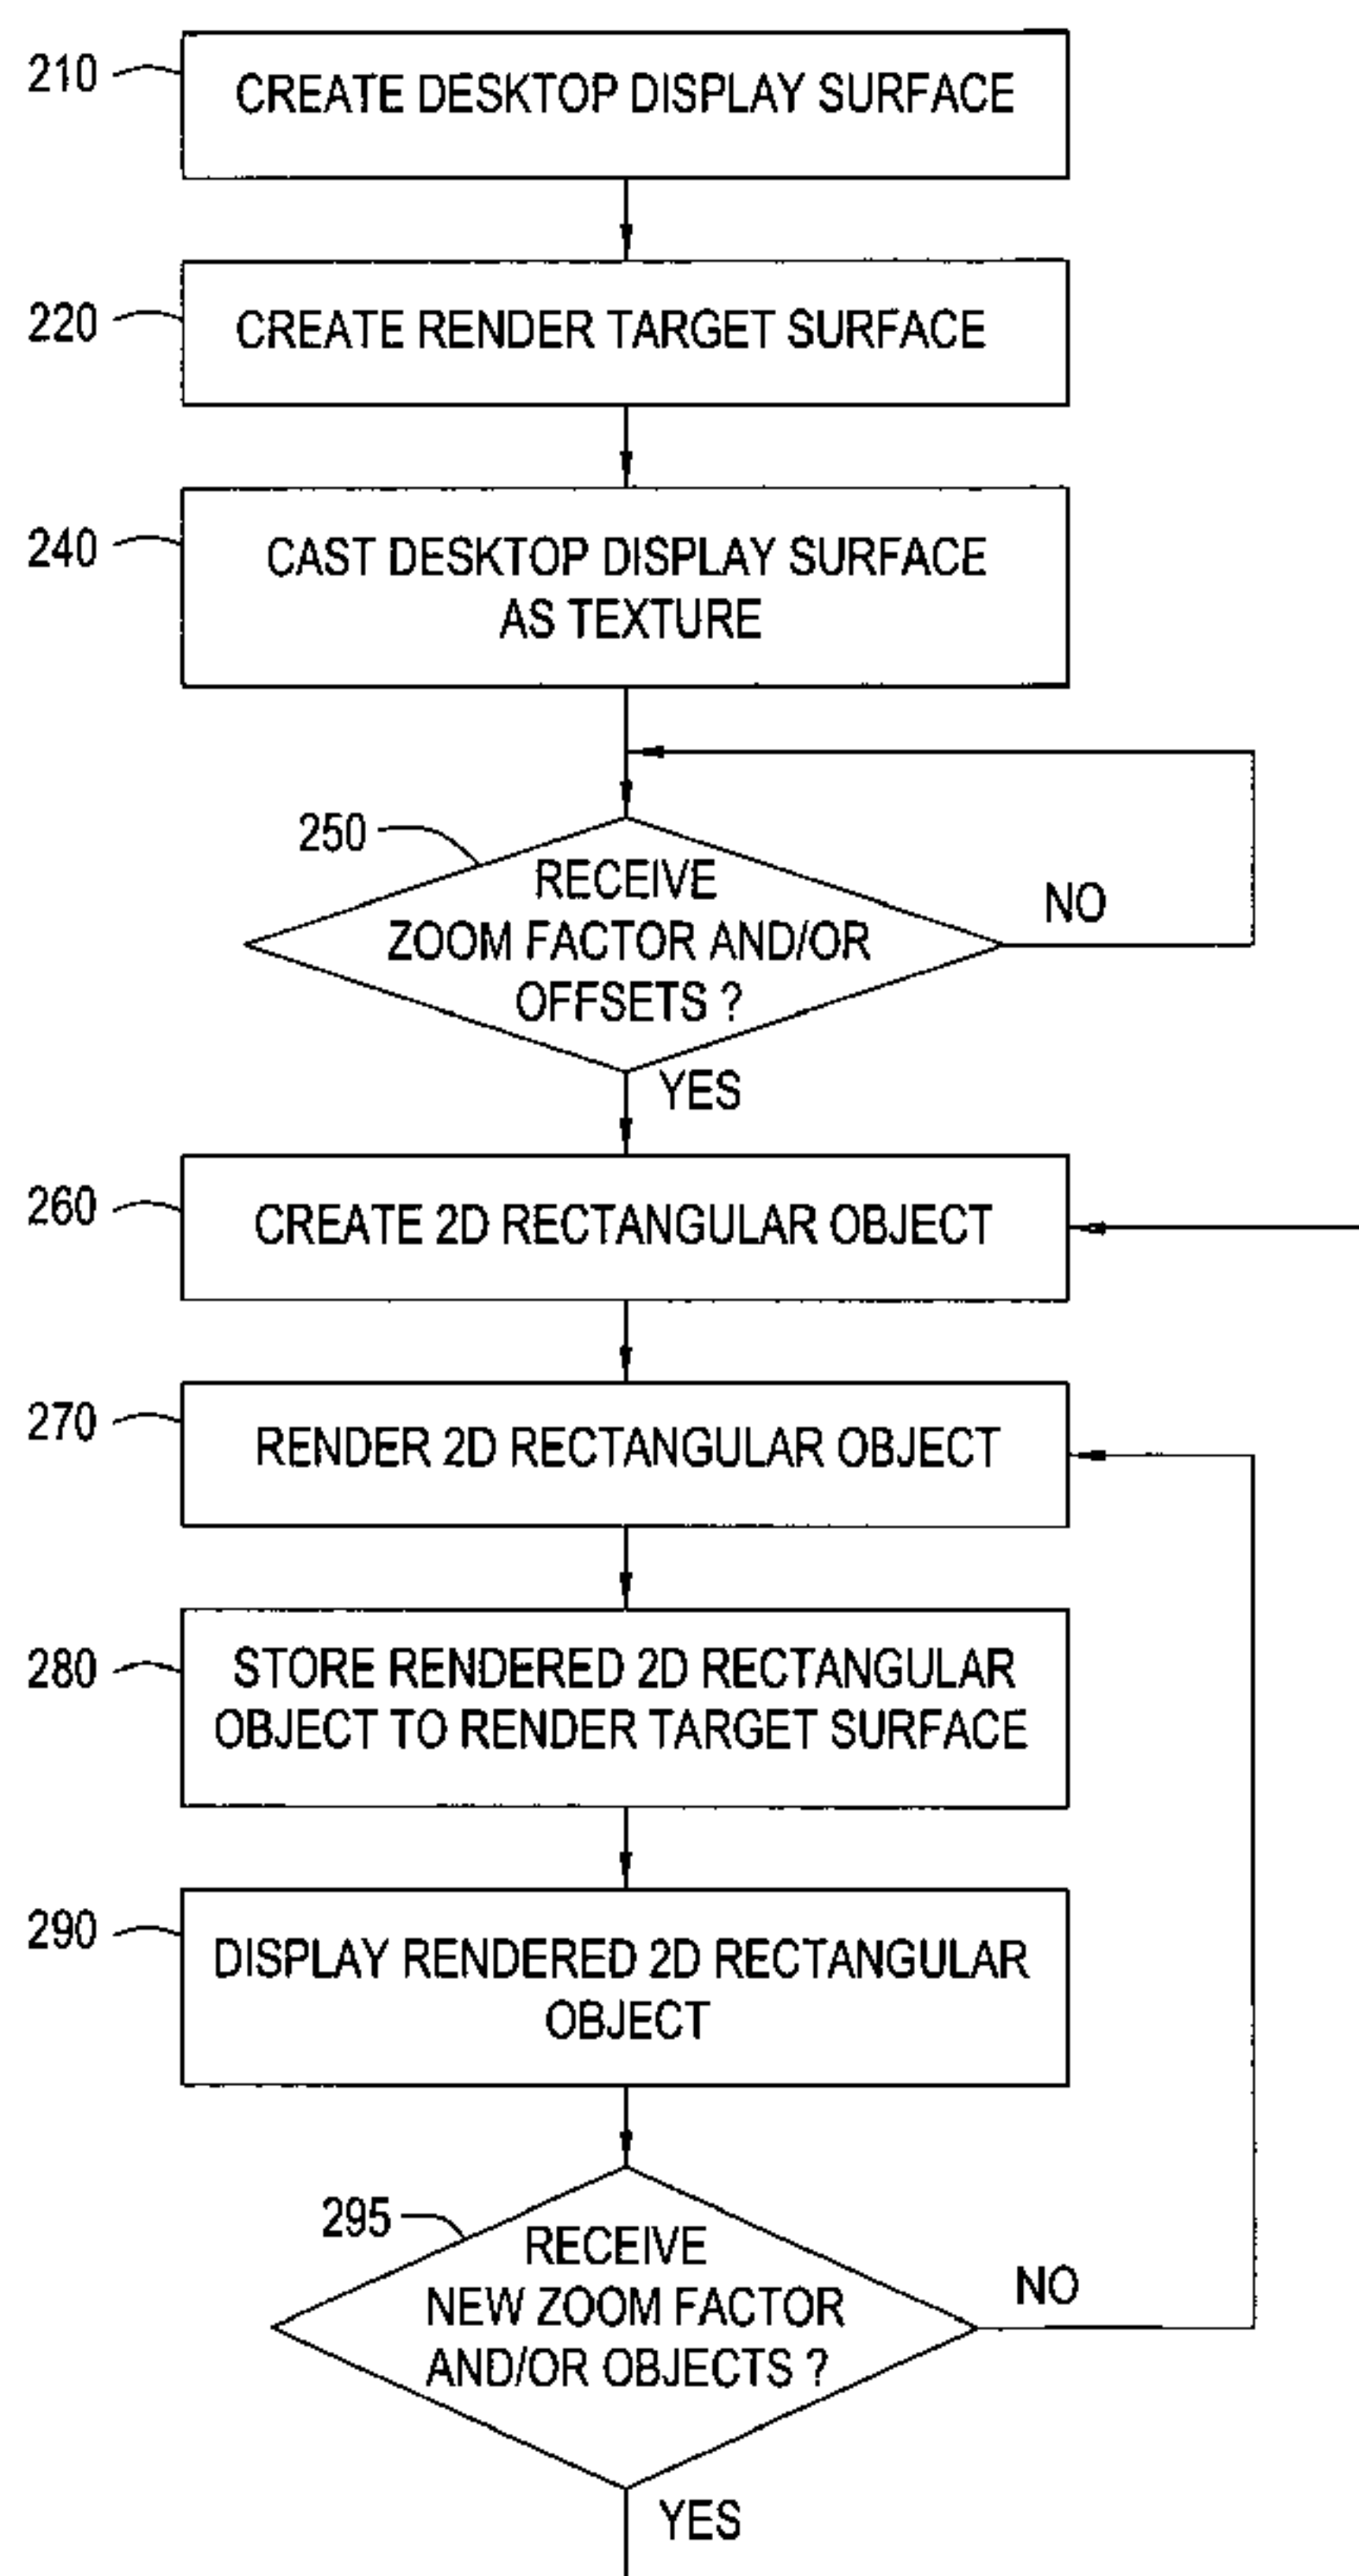 210
CREATE DESKTOP DISPLAY SURFACE
220
CREATE RENDER TARGET SURFACE
240
CAST DESKTOP DISPLAY SURFACE
AS TEXTURE
250
RECEIVE
ZOOM FACTOR AND/OR
OFFSETS ?
NO
YES
260
CREATE 2D RECTANGULAR OBJECT
270
RENDER 2D RECTANGULAR OBJECT
280
STORE RENDERED 2D RECTANGULAR
OBJECT TO RENDER TARGET SURFACE
290
DISPLAY RENDERED 2D RECTANGULAR
OBJECT
295
RECEIVE
NEW ZOOM FACTOR
AND/OR OBJECTS ?
NO
YES